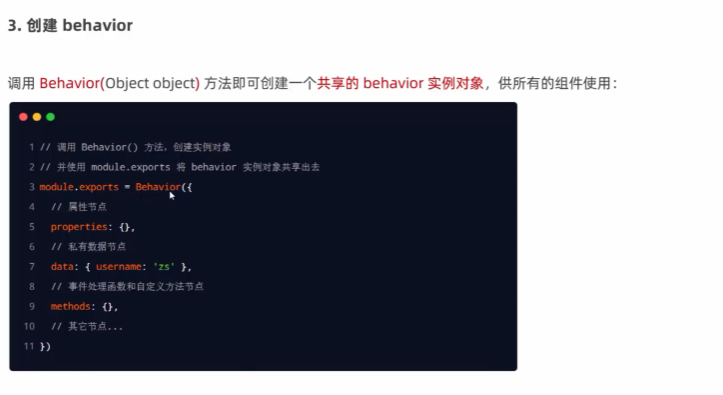 3. 创建 behavior
调用 Behavior(Object object) 方法即可创建一个共享的 behavior 实例对象，供所有的组件使用：
1 // 调用 Behavior() 方法，创建实例对象
2 // 并使用 module.exports 将 behavior 实例对象共享出去
3 module.exports = Behavior({
4 // 属性节点
5 properties: {},
6 // 私有数据节点
7 data: { username: 'zs' },
8 // 事件处理函数和自定义方法节点
9 methods: {},
10 // 其它节点...
11 })